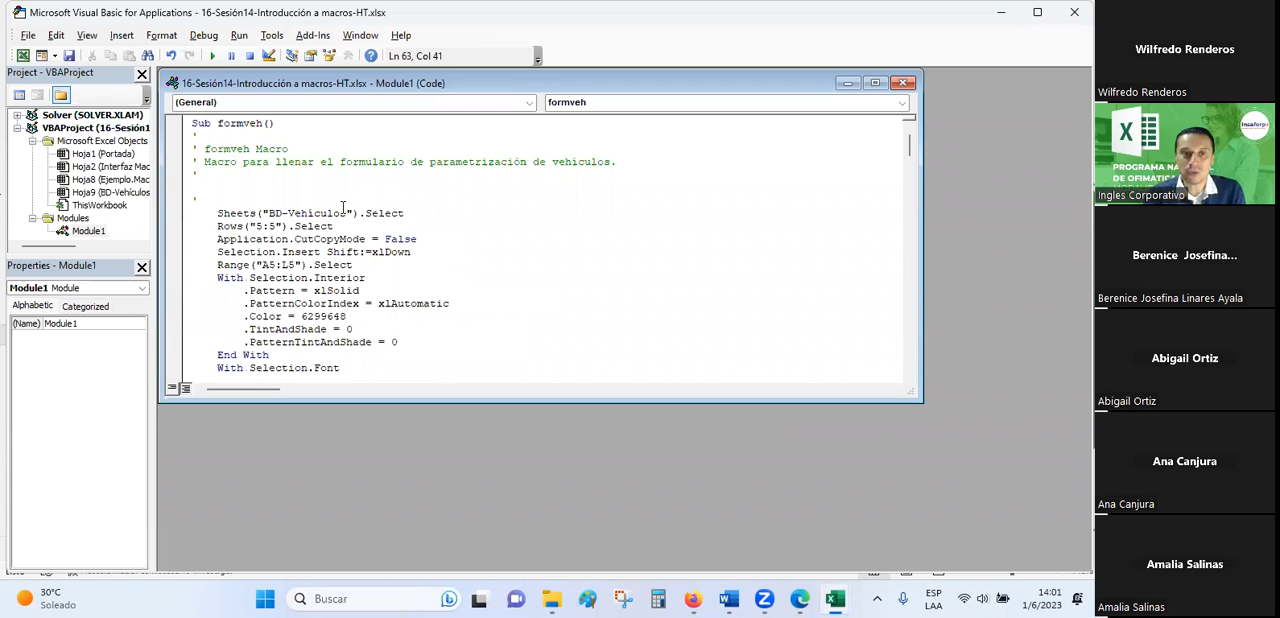 Microsoft Visual Basic for Applications - 16-Sesión14-Introducción a macros-HT.xlsx
File Edit View Insert Format Debug Run Tools Add-Ins Window Help
Ln 63, Col 41
Project - VBAProject
Solver (SOLVER.XLAM)
VBAProject (16-Sesión1
Microsoft Excel Objects
Hoja1 (Portada)
Hoja2 (Interfaz Mac
Hoja8 (Ejemplo.Mac
Hoja9 (BD-Vehículos
ThisWorkbook
Modules
Module1
Properties - Module1
Module1 Module
Alphabetic Categorized
(Name) Module1
16-Sesión14-Introducción a macros-HT.xlsx - Module1 (Code)
(General) formveh
Sub formveh()
'
' formveh Macro
' Macro para llenar el formulario de parametrización de vehículos.
'
'
Sheets("BD-Vehículos").Select
Rows("5:5").Select
Application.CutCopyMode = False
Selection.Insert Shift:=xlDown
Range("A5:L5").Select
With Selection.Interior
.Pattern = xlSolid
.PatternColorIndex = xlAutomatic
.Color = 6299648
.TintAndShade = 0
.PatternTintAndShade = 0
End With
With Selection.Font
Wilfredo Renderos
Wilfredo Renderos
PROGRAMA NA
DE OFIMÁTICA
Insaforp
Ingles Corporativo
Berenice Josefina...
Berenice Josefina Linares Ayala
Abigail Ortiz
Abigail Ortiz
Ana Canjura
Ana Canjura
Amalia Salinas
Amalia Salinas
30°C
Soleado
Buscar
ESP
LAA
14:01
1/6/2023